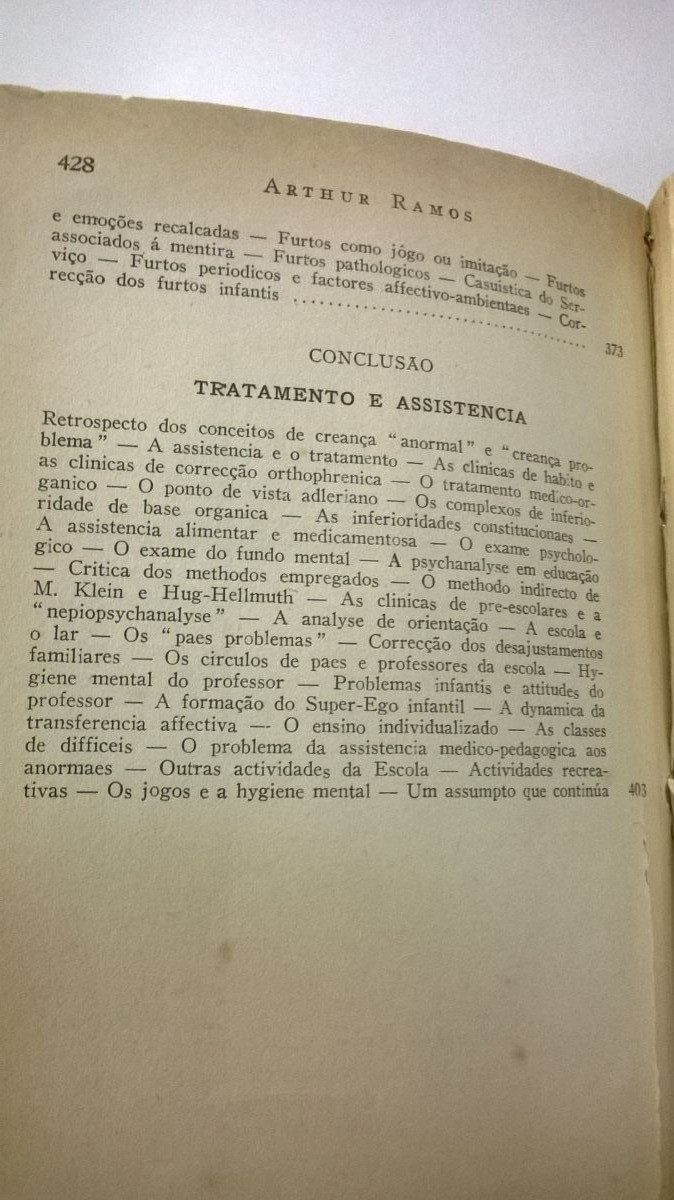 428
ARTHUR RAMOS
e emoções recalcadas — Furtos como jôgo ou imitação — Furtos
associados á mentira — Furtos pathologicos — Casuistica do Ser-
viço — Furtos periodicos e factores affectivo-ambientaes — Cor-
recção dos furtos infantis ........................................ 373
CONCLUSÃO
TRATAMENTO E ASSISTENCIA
Retrospecto dos conceitos de creança “anormal” e “creança pro-
blema” — A assistencia e o tratamento — As clinicas de habito e
as clinicas de correcção orthophrenica — O tratamento medico-or-
ganico — O ponto de vista adleriano — Os complexos de inferio-
ridade de base organica — As inferioridades constitucionaes —
A assistencia alimentar e medicamentosa — O exame psycholo-
gico — O exame do fundo mental — A psychanalyse em educação
— Critica dos methodos empregados — O methodo indirecto de
M. Klein e Hug-Hellmuth — As clinicas de pre-escolares e a
“nepiopsychanalyse” — A analyse de orientação — A escola e
o lar — Os “paes problemas” — Correcção dos desajustamentos
familiares — Os circulos de paes e professores da escola — Hy-
giene mental do professor — Problemas infantis e attitudes do
professor — A formação do Super-Ego infantil — A dynamica da
transferencia affectiva — O ensino individualizado — As classes
de difficeis — O problema da assistencia medico-pedagogica aos
anormaes — Outras actividades da Escola — Actividades recrea-
tivas — Os jogos e a hygiene mental — Um assumpto que continúa 403